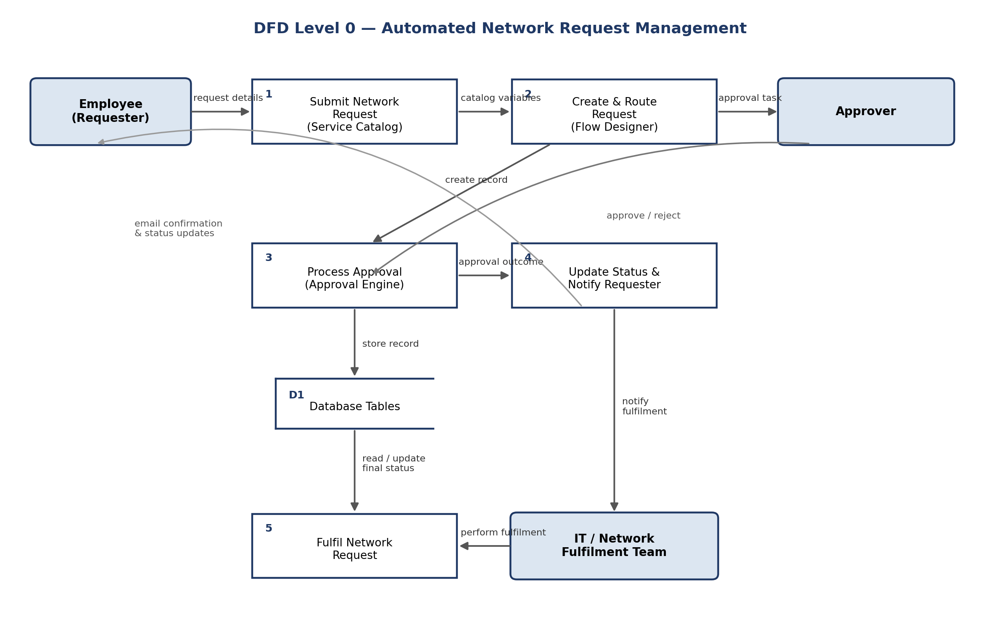 DFD Level 0 — Automated Network Request Management
Employee
(Requester)
request details
1
Submit Network
Request
(Service Catalog)
catalog variables
2
Create & Route
Request
(Flow Designer)
approval task
Approver
create record
email confirmation
& status updates
approve / reject
3
Process Approval
(Approval Engine)
approval outcome
4
Update Status &
Notify Requester
store record
D1
Database Tables
notify
fulfilment
read / update
final status
5
Fulfil Network
Request
perform fulfilment
IT / Network
Fulfilment Team